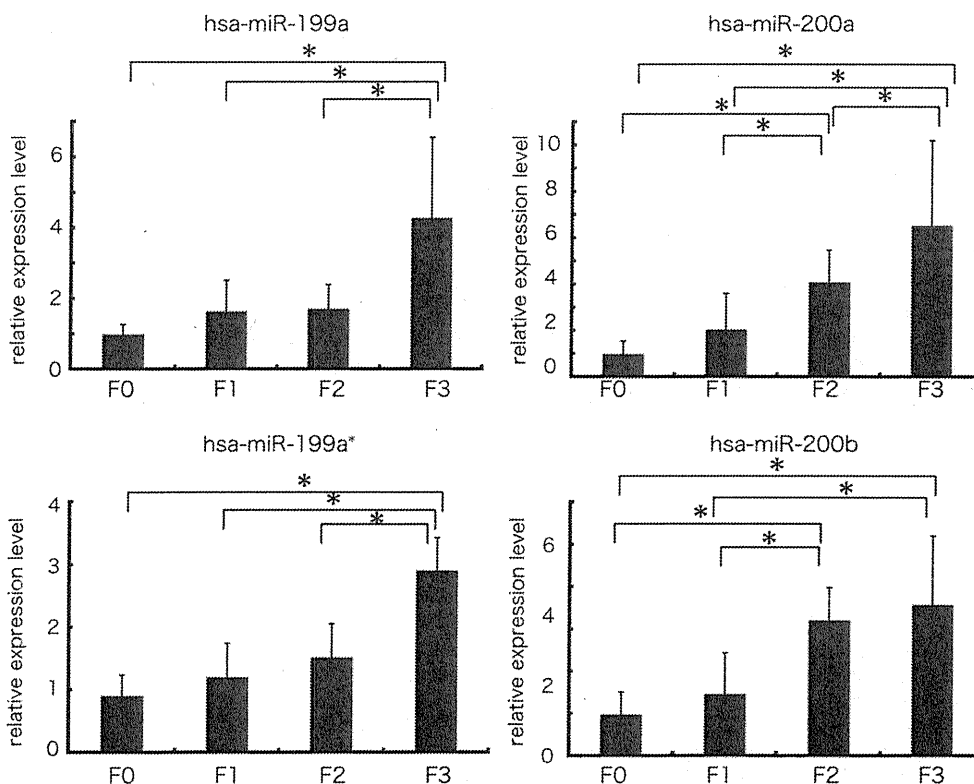 hsa-miR-199a
* 
*
*
relative expression level
6
4
2
0
F0 F1 F2 F3
hsa-miR-200a
*
*
*
*
*
relative expression level
10
8
6
4
2
0
F0 F1 F2 F3
hsa-miR-199a*
*
*
*
relative expression level
4
3
2
1
0
F0 F1 F2 F3
hsa-miR-200b
*
*
*
*
relative expression level
6
4
2
0
F0 F1 F2 F3